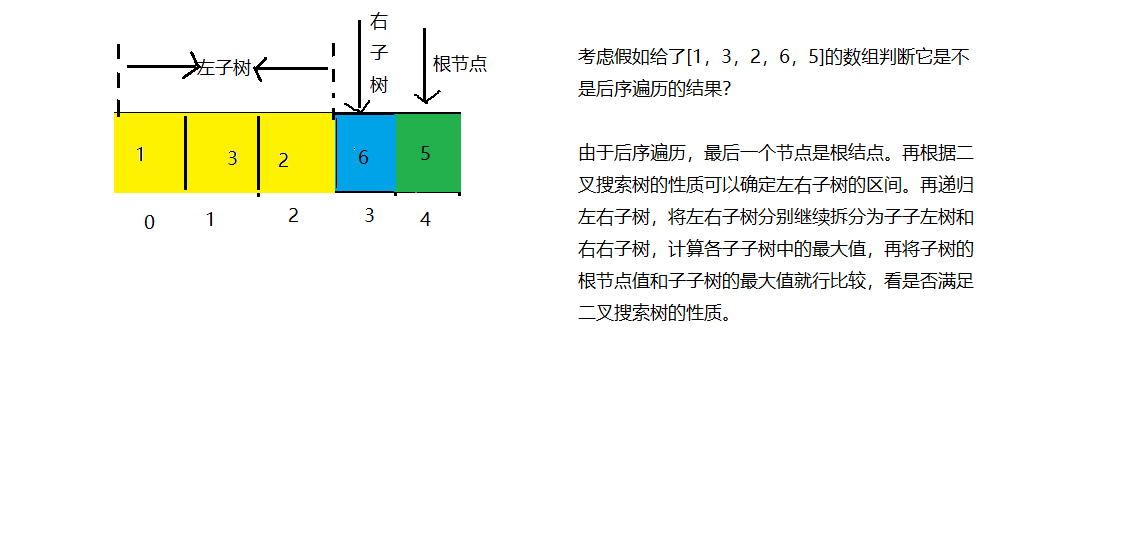 右
子
树
左子树
根节点
1
3
2
6
5
0
1
2
3
4
考虑假如给了[1，3，2，6，5]的数组判断它是不
是后序遍历的结果？
由于后序遍历，最后一个节点是根结点。再根据二
叉搜索树的性质可以确定左右子树的区间。再递归
左右子树，将左右子树分别继续拆分为子子左树和
右右子树，计算各子子树中的最大值，再将子树的
根节点值和子子树的最大值就行比较，看是否满足
二叉搜索树的性质。